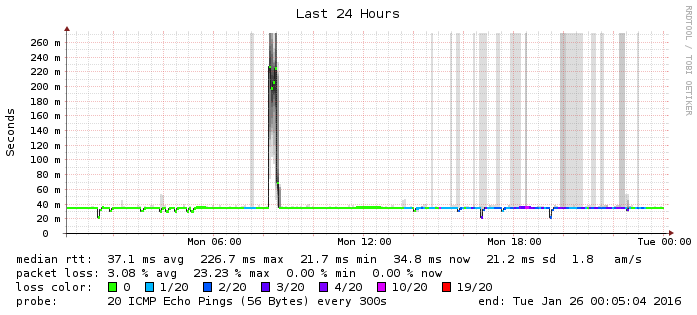 Last 24 Hours
RRDTOOL / TOBI OETIKER
Seconds
260 m
240 m
220 m
200 m
180 m
160 m
140 m
120 m
100 m
80 m
60 m
40 m
20 m
0
Mon 06:00 Mon 12:00 Mon 18:00 Tue 00:00
median rtt: 37.1 ms avg 226.7 ms max 21.7 ms min 34.8 ms now 21.2 ms sd 1.8 am/s
packet loss: 3.08 % avg 23.23 % max 0.00 % min 0.00 % now
loss color: 0 1/20 2/20 3/20 4/20 10/20 19/20
probe: 20 ICMP Echo Pings (56 Bytes) every 300s end: Tue Jan 26 00:05:04 2016